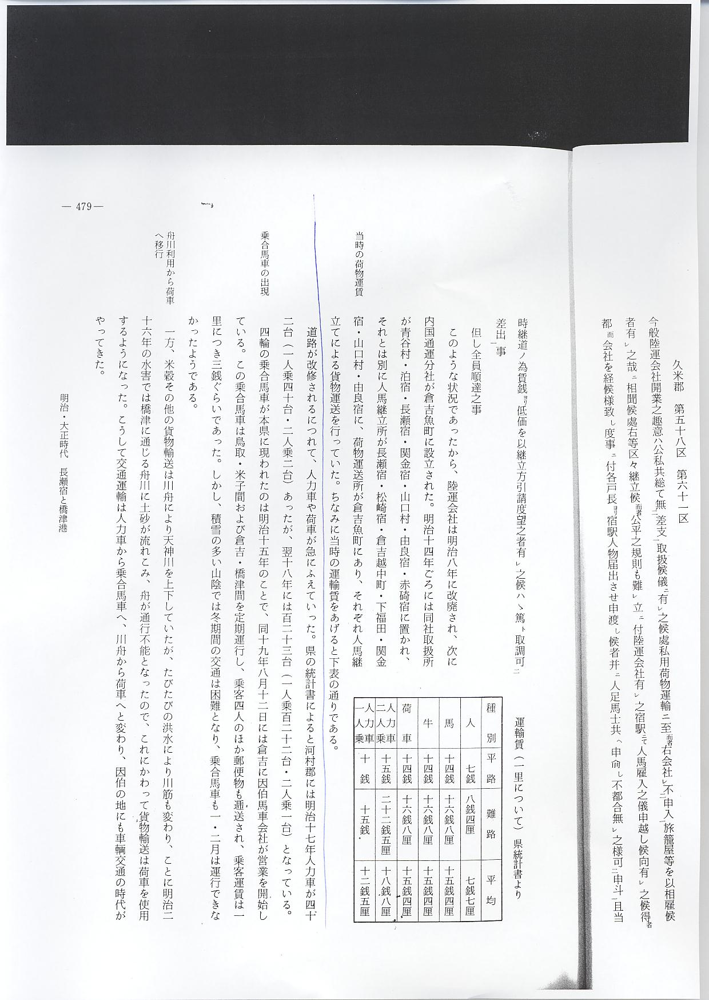 久米郡　第五十八区　第六十一区
今般陸運会社開業之趣意ハ公私共総て無二差支一取扱候儀ニ有レ之候處私用荷物運輸ニ至而者右会社レ不二申入一旅籠屋等を以相雇候
者有レ之哉ニ相聞候處右等区々継立候而者公平之規則も難レ立ニ付陸運会社有レ之宿駅ニて人馬雇入之儀申越し候向有レ之候得者
都而会社を経候様致し度事ニ付各戸長ヨリ宿駅人物届出させ申渡し候者并ニ人足馬士共へ申命し不都合無レ之様可二申斗一且当
時継道ノ為賃銭ヨリ低価を以継立方引請度望之者有レ之候ハヽ篤ト取調可二
差出一事
但し全員順達之事
このような状況であったから、陸運会社は明治八年に改廃され、次に
内国通運分社が倉吉魚町に設立された。明治十四年ごろには同社取扱所
が青谷村・泊宿・長瀬宿・関金宿・山口村・由良宿・赤碕宿に置かれ、
それとは別に人馬継立所が長瀬宿・松崎宿・倉吉越中町・下福田・関金
宿・山口村・由良宿に、荷物運送所が倉吉魚町にあり、それぞれ人馬継
立てによる貨物運送を行っていた。ちなみに当時の運輸賃をあげると下表の通りである。
当時の荷物運賃
運輸賃（一里について）県統計書より
種別　平路　難路　平均
人　七銭　八銭四厘　七銭七厘
馬　十四銭　十六銭八厘　十五銭四厘
牛　十四銭　十六銭八厘　十五銭四厘
荷車　十四銭　十六銭八厘　十五銭四厘
人力車二人乗　十五銭　二十二銭五厘　十八銭八厘
人力車一人乗　十銭　十五銭　十二銭五厘
道路が改修されるにつれて、人力車や荷車が急にふえていった。県の統計書によると河村郡には明治十七年人力車が四十
二台（一人乗四十台・二人乗二台）あったが、翌十八年には百二十三台（一人乗百二十二台・二人乗一台）となっている。
乗合馬車の出現
四輪の乗合馬車が本県に現われたのは明治十五年のことで、同十九年八月十二日には倉吉に因伯馬車会社が営業を開始し
ている。この乗合馬車は鳥取・米子間および倉吉・橋津間を定期運行し、乗客四人のほか郵便物も逓送され、乗客運賃は一
里につき三銭ぐらいであった。しかし、積雪の多い山陰では冬期間の交通は困難となり、乗合馬車も一・二月は運行できな
かったようである。
舟川利用から荷車
へ移行
一方、米穀その他の貨物輸送は川舟により天神川を上下していたが、たびたびの洪水により川筋も変わり、ことに明治二
十六年の水害では橋津に通じる舟川に土砂が流れこみ、舟が通行不能となったので、これにかわって貨物輸送は荷車を使用
するようになった。こうして交通運輸は人力車から乗合馬車へ、川舟から荷車へと変わり、因伯の地にも車輌交通の時代が
やってきた。
明治・大正時代　長瀬宿と橋津港
— 479 —